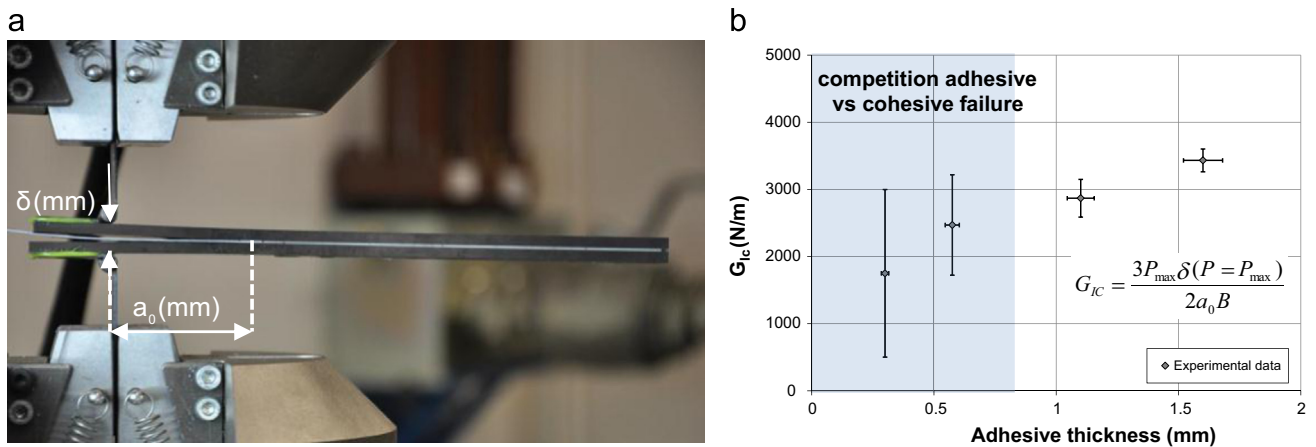 a
δ(mm)
a₀(mm)
b
competition adhesive
vs cohesive failure
5000
4000
3000
2000
1000
0
G_Ic(N/m)
G_IC = 3P_max δ(P = P_max) / 2a₀B
Experimental data
0 0.5 1 1.5 2
Adhesive thickness (mm)